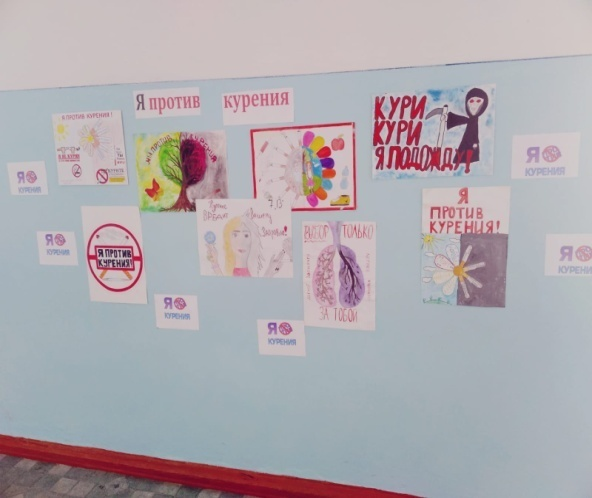 Я против
курения
Я ПРОТИВ КУРЕНИЯ!
КУРИ
КУРИ
Я ПОДОЖДУ!
Я
КУРЕНИЯ
Я
КУРЕНИЯ
Я
ПРОТИВ
КУРЕНИЯ!
Я ПРОТИВ
КУРЕНИЯ!
ВЫБОР ТОЛЬКО
ЗА ТОБОЙ
Я
КУРЕНИЯ
Я
КУРЕНИЯ
Я
КУРЕНИЯ
Я
КУРЕНИЯ